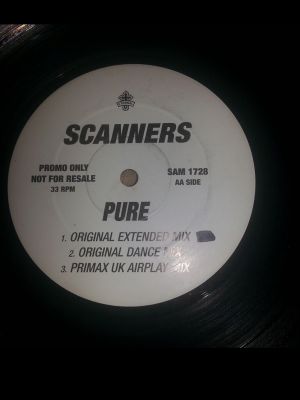 SCANNERS
PROMO ONLY
NOT FOR RESALE
33 RPM
SAM 1728
AA SIDE
PURE
1. ORIGINAL EXTENDED MIX
2. ORIGINAL DANCE MIX
3. PRIMAX UK AIRPLAY MIX